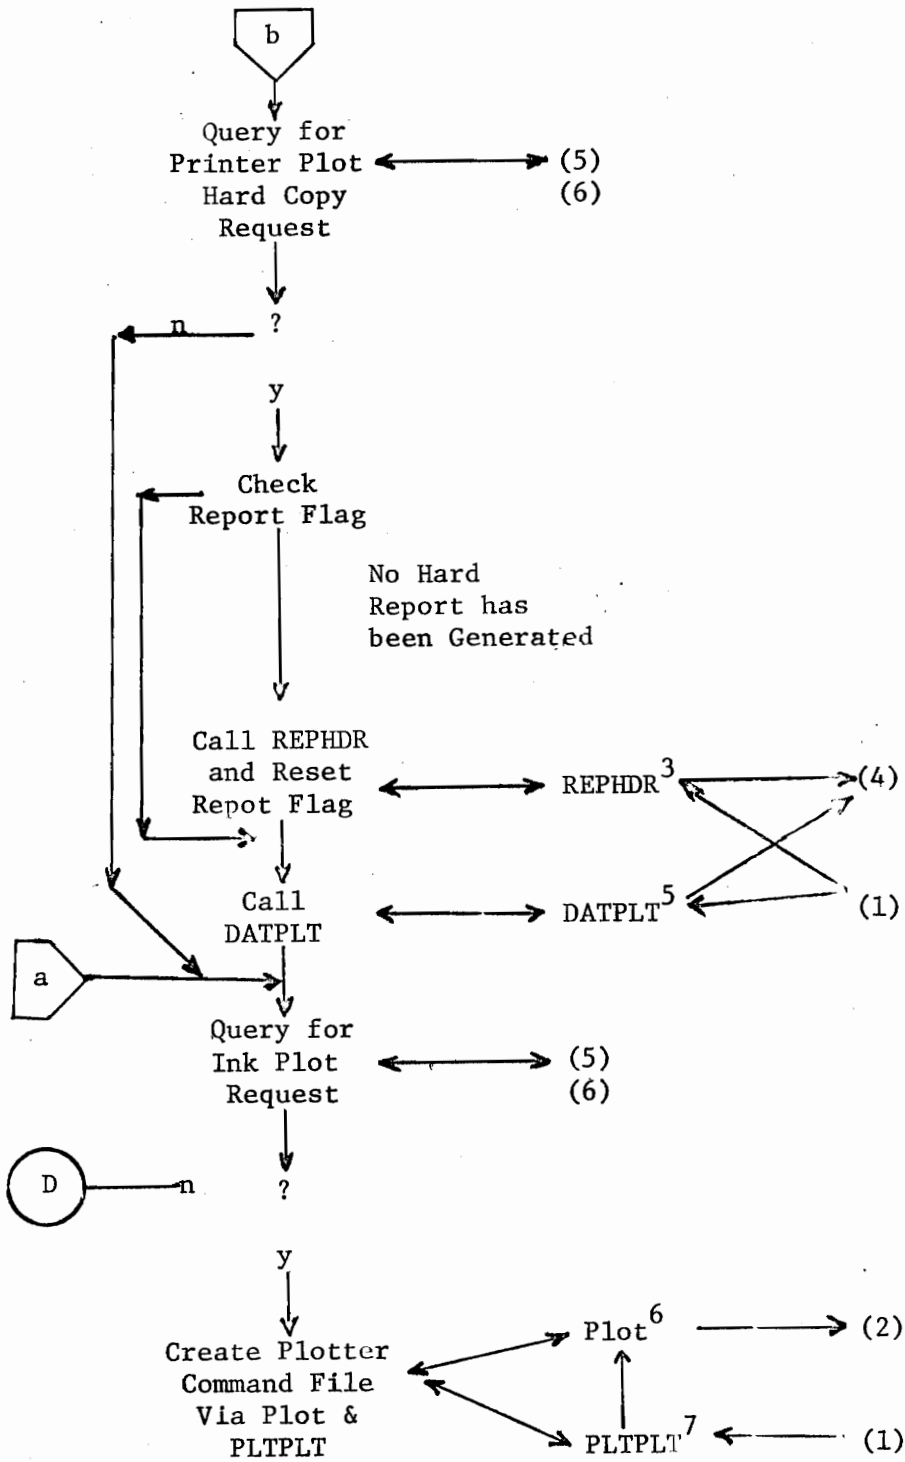 b
Query for
Printer Plot
Hard Copy
Request
(5)
(6)
n
?
y
Check
Report Flag
No Hard
Report has
been Generated
Call REPHDR
and Reset
Repot Flag
REPHDR3
(4)
Call
DATPLT
DATPLT5
(1)
a
Query for
Ink Plot
Request
(5)
(6)
D
n
?
y
Create Plotter
Command File
Via Plot &
PLTPLT
Plot6
(2)
PLTPLT7
(1)